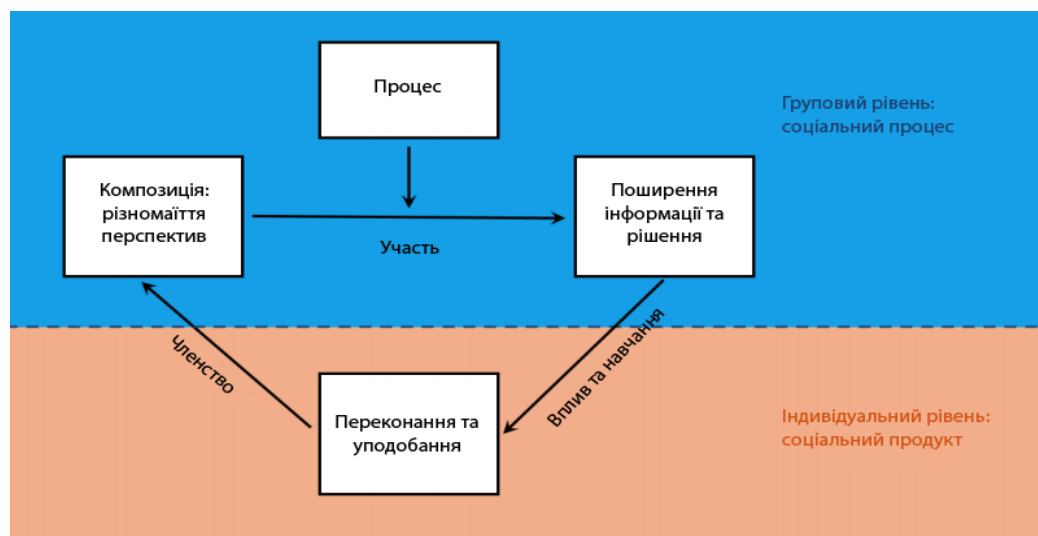 Процес
Груповий рівень:
соціальний процес
Композиція:
різномаїття
перспектив
Поширення
інформації та
рішення
Участь
Членство
Вплив та навчання
Переконання та
уподобання
Індивідуальний рівень:
соціальний продукт